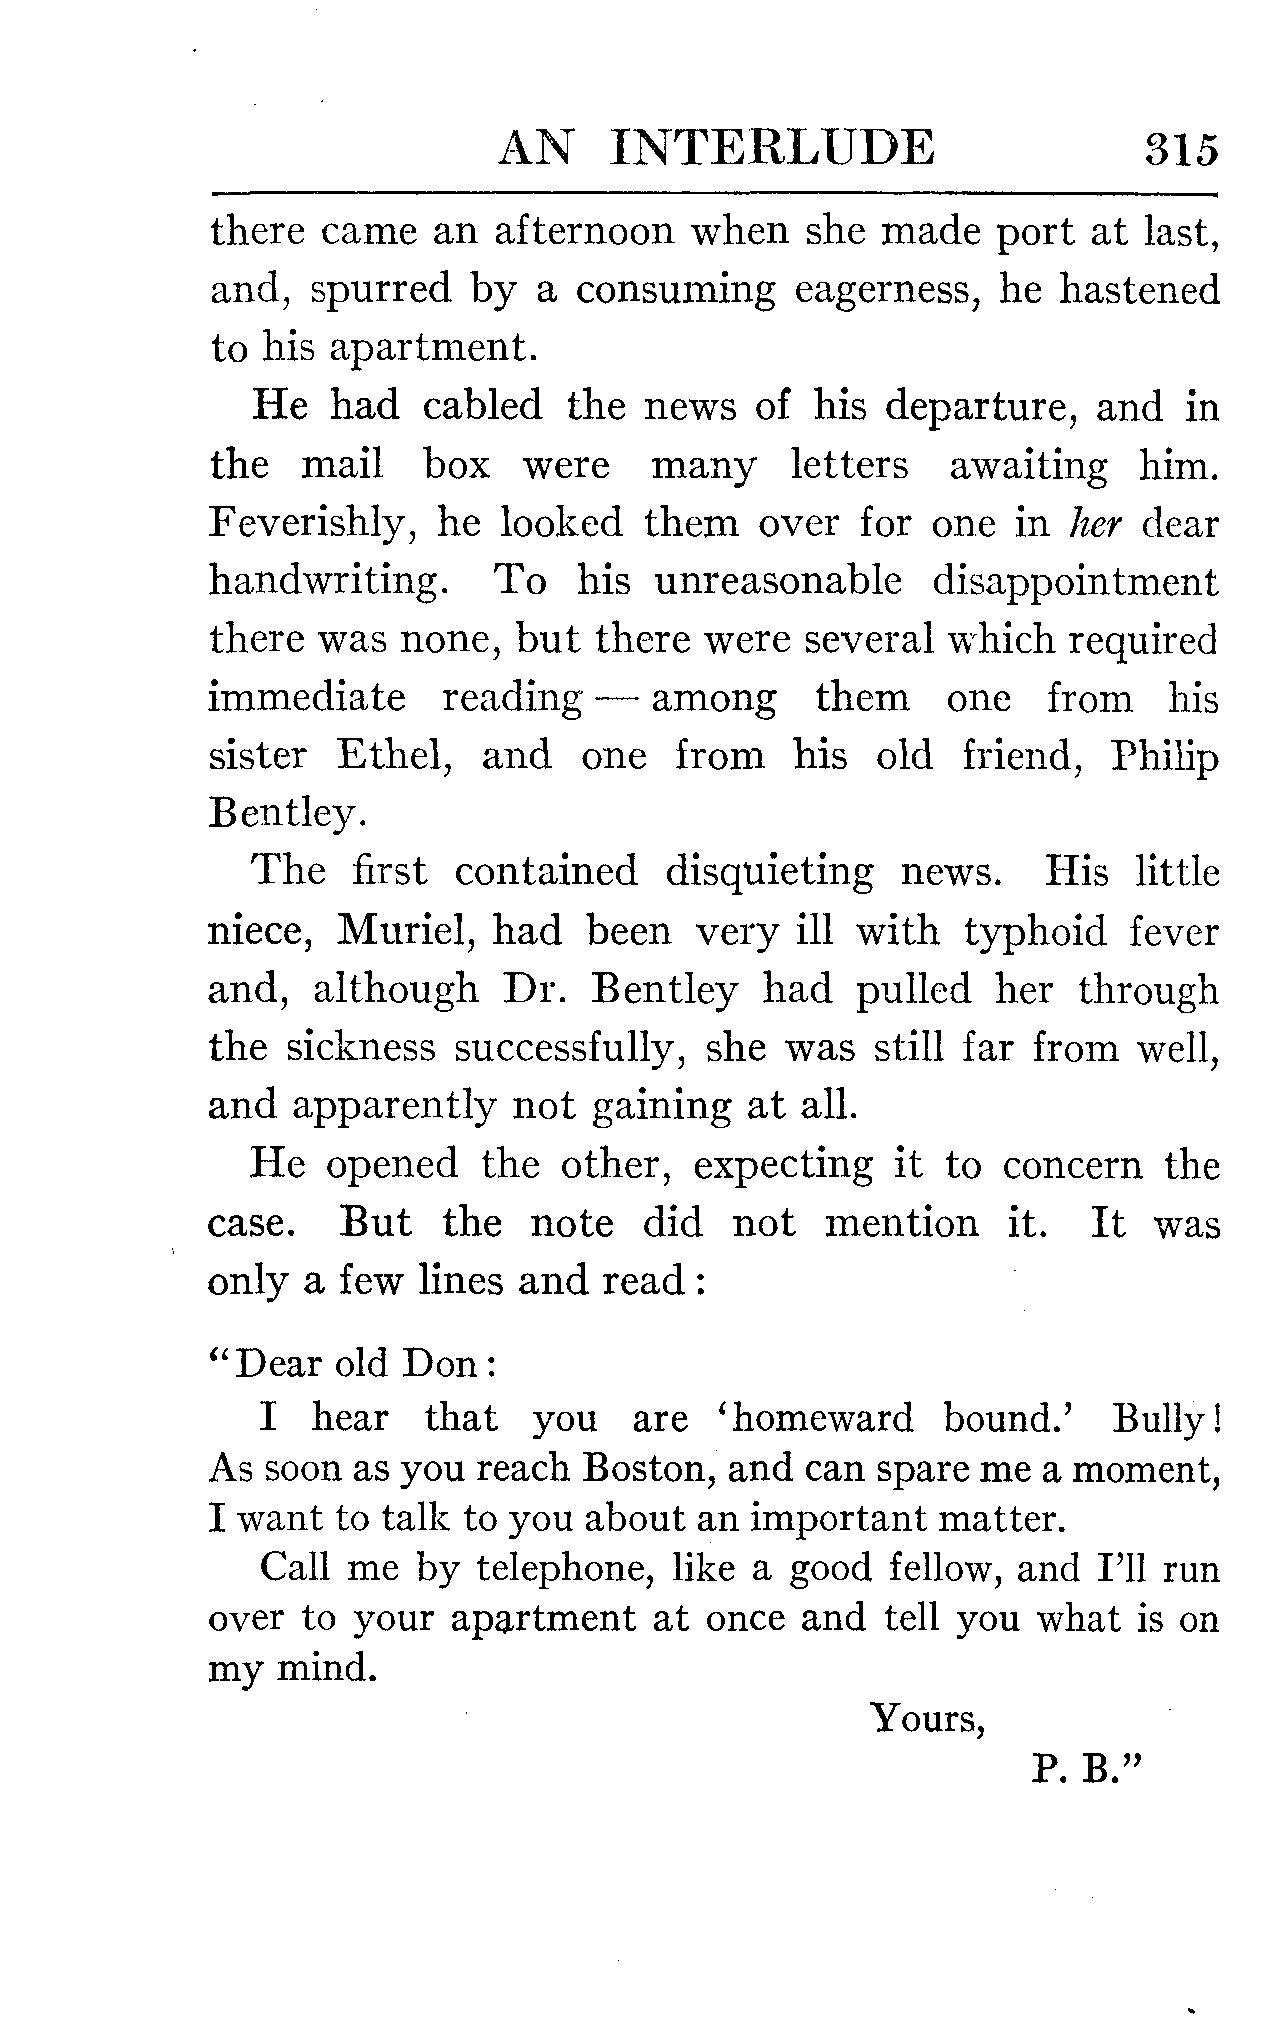 AN INTERLUDE 315
there came an afternoon when she made port at last,
and, spurred by a consuming eagerness, he hastened
to his apartment.
He had cabled the news of his departure, and in
the mail box were many letters awaiting him.
Feverishly, he looked them over for one in her dear
handwriting. To his unreasonable disappointment
there was none, but there were several which required
immediate reading — among them one from his
sister Ethel, and one from his old friend, Philip
Bentley.
The first contained disquieting news. His little
niece, Muriel, had been very ill with typhoid fever
and, although Dr. Bentley had pulled her through
the sickness successfully, she was still far from well,
and apparently not gaining at all.
He opened the other, expecting it to concern the
case. But the note did not mention it. It was
only a few lines and read:
“Dear old Don:
I hear that you are ‘homeward bound.’ Bully!
As soon as you reach Boston, and can spare me a moment,
I want to talk to you about an important matter.
Call me by telephone, like a good fellow, and I’ll run
over to your apartment at once and tell you what is on
my mind.
Yours,
P. B.”